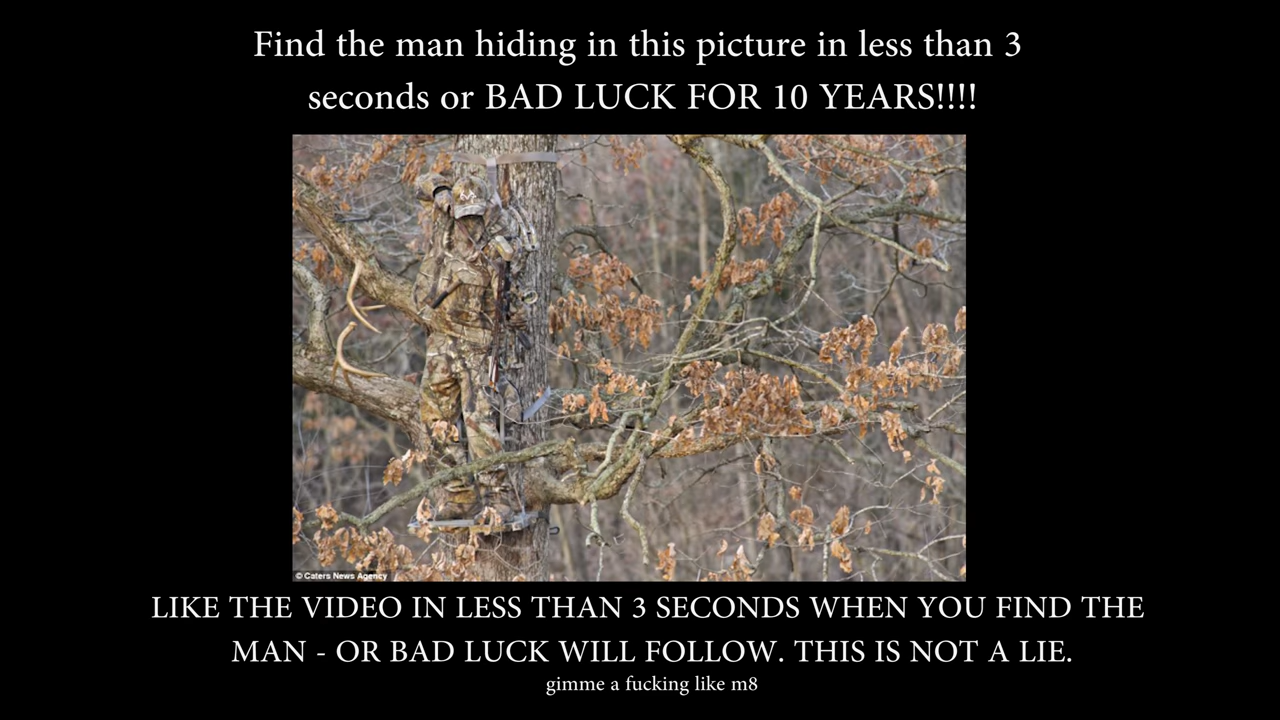 Find the man hiding in this picture in less than 3
seconds or BAD LUCK FOR 10 YEARS!!!!
© Caters News Agency
LIKE THE VIDEO IN LESS THAN 3 SECONDS WHEN YOU FIND THE
MAN - OR BAD LUCK WILL FOLLOW. THIS IS NOT A LIE.
gimme a fucking like m8